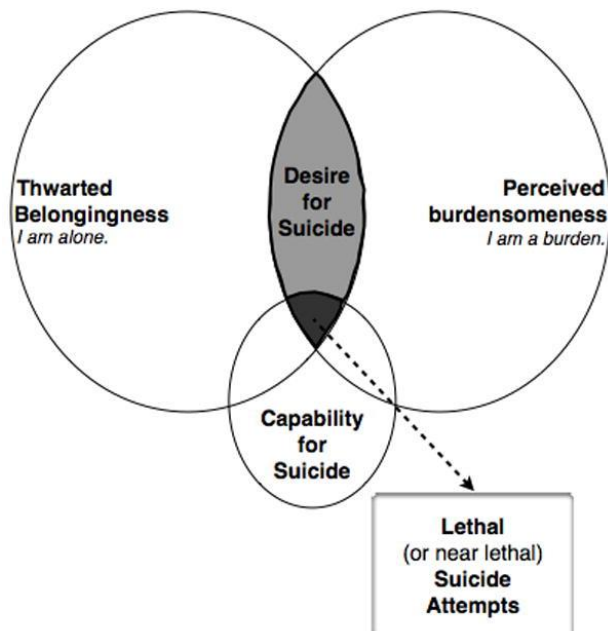 Thwarted
Belongingness
I am alone.
Desire
for
Suicide
Perceived
burdensomeness
I am a burden.
Capability
for
Suicide
Lethal
(or near lethal)
Suicide
Attempts